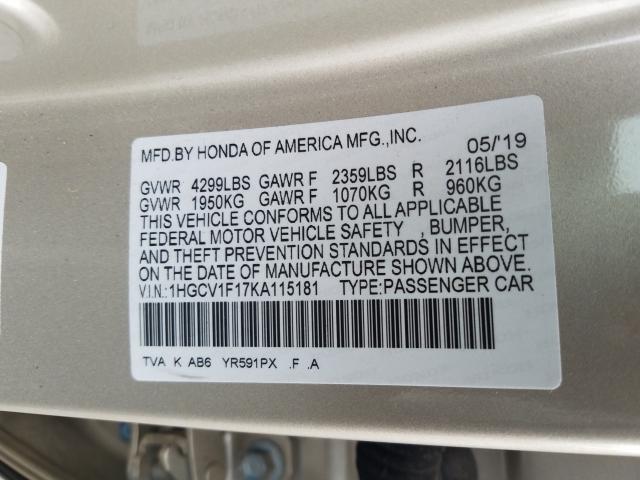 MFD.BY HONDA OF AMERICA MFG.,INC. 05/'19
GVWR 4299LBS GAWR F 2359LBS R 2116LBS
GVWR 1950KG GAWR F 1070KG R 960KG
THIS VEHICLE CONFORMS TO ALL APPLICABLE
FEDERAL MOTOR VEHICLE SAFETY , BUMPER,
AND THEFT PREVENTION STANDARDS IN EFFECT
ON THE DATE OF MANUFACTURE SHOWN ABOVE.
V.I.N.:1HGCV1F17KA115181 TYPE:PASSENGER CAR
TVA K AB6 YR591PX .F .A